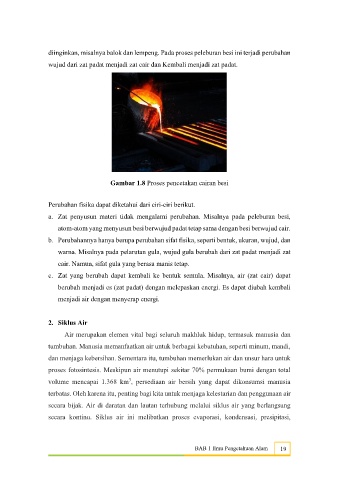 diinginkan, misalnya balok dan lempeng. Pada proses peleburan besi ini terjadi perubahan
wujud dari zat padat menjadi zat cair dan Kembali menjadi zat padat.
Gambar 1.8 Proses pencetakan cairan besi
Perubahan fisika dapat diketahui dari ciri-ciri berikut.
a. Zat penyusun materi tidak mengalami perubahan. Misalnya pada peleburan besi,
atom-atom yang menyusun besi berwujud padat tetap sama dengan besi berwujud cair.
b. Perubahannya hanya berupa perubahan sifat fisika, seperti bentuk, ukuran, wujud, dan
warna. Misalnya pada pelarutan gula, wujud gula berubah dari zat padat menjadi zat
cair. Namun, sifat gula yang berasa manis tetap.
c. Zat yang berubah dapat kembali ke bentuk semula. Misalnya, air (zat cair) dapat
berubah menjadi es (zat padat) dengan melepaskan energi. Es dapat diubah kembali
menjadi air dengan menyerap energi.
2. Siklus Air
Air merupakan elemen vital bagi seluruh makhluk hidup, termasuk manusia dan
tumbuhan. Manusia memanfaatkan air untuk berbagai kebutuhan, seperti minum, mandi,
dan menjaga kebersihan. Sementara itu, tumbuhan memerlukan air dan unsur hara untuk
proses fotosintesis. Meskipun air menutupi sekitar 70% permukaan bumi dengan total
volume mencapai 1.368 km³, persediaan air bersih yang dapat dikonsumsi manusia
terbatas. Oleh karena itu, penting bagi kita untuk menjaga kelestarian dan penggunaan air
secara bijak. Air di daratan dan lautan terhubung melalui siklus air yang berlangsung
secara kontinu. Siklus air ini melibatkan proses evaporasi, kondensasi, presipitasi,
BAB 1 Ilmu Pengetahuan Alam 19